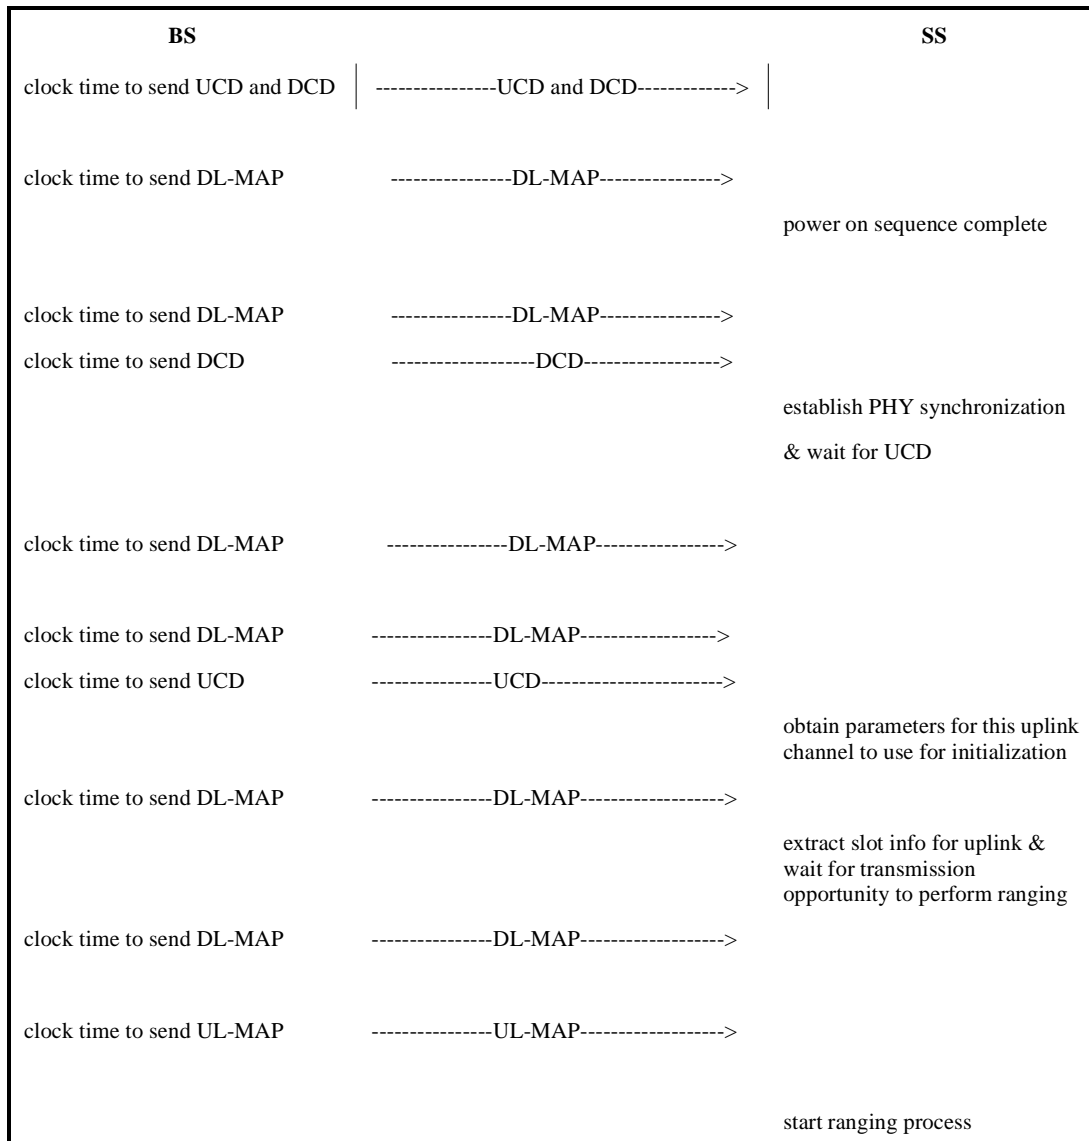 BS SS
clock time to send UCD and DCD ----------------UCD and DCD------------->
clock time to send DL-MAP ----------------DL-MAP---------------->
power on sequence complete
clock time to send DL-MAP ----------------DL-MAP---------------->
clock time to send DCD -------------------DCD------------------>
establish PHY synchronization
& wait for UCD
clock time to send DL-MAP ----------------DL-MAP----------------->
clock time to send DL-MAP ----------------DL-MAP------------------>
clock time to send UCD ----------------UCD------------------------>
obtain parameters for this uplink
channel to use for initialization
clock time to send DL-MAP ----------------DL-MAP------------------->
extract slot info for uplink &
wait for transmission
opportunity to perform ranging
clock time to send DL-MAP ----------------DL-MAP------------------->
clock time to send UL-MAP ----------------UL-MAP------------------->
start ranging process